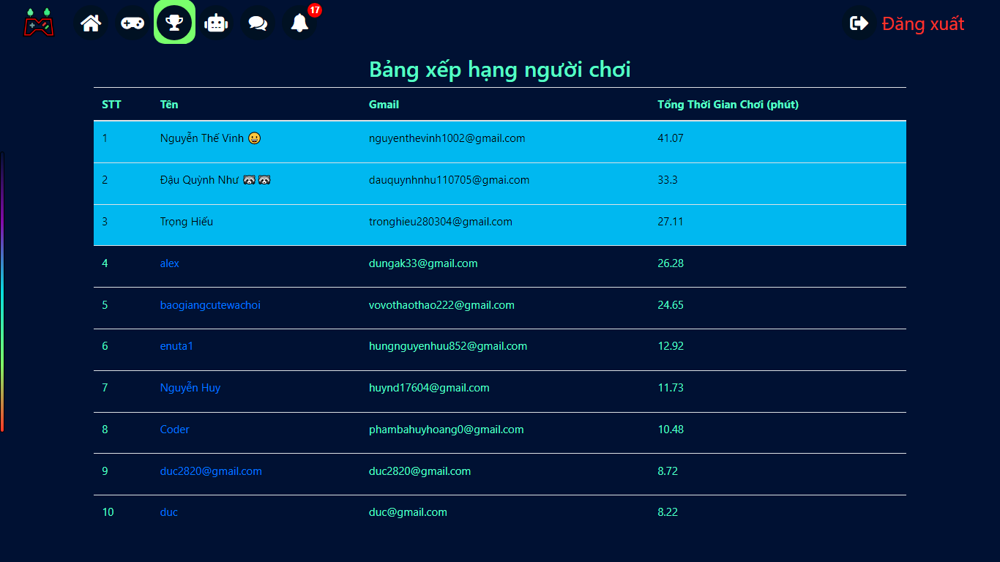 17
Đăng xuất
Bảng xếp hạng người chơi
STT Tên Gmail Tổng Thời Gian Chơi (phút)
1 Nguyễn Thế Vinh 😀 nguyenthevinh1002@gmail.com 41.07
2 Đậu Quỳnh Như 🦝🦝 dauquynhnhu110705@gmai.com 33.3
3 Trọng Hiếu tronghieu280304@gmail.com 27.11
4 alex dungak33@gmail.com 26.28
5 baogiangcutewachoi vovothaothao222@gmail.com 24.65
6 enuta1 hungnguyenhuu852@gmail.com 12.92
7 Nguyễn Huy huynd17604@gmail.com 11.73
8 Coder phambahuyhoang0@gmail.com 10.48
9 duc2820@gmail.com duc2820@gmail.com 8.72
10 duc duc@gmail.com 8.22